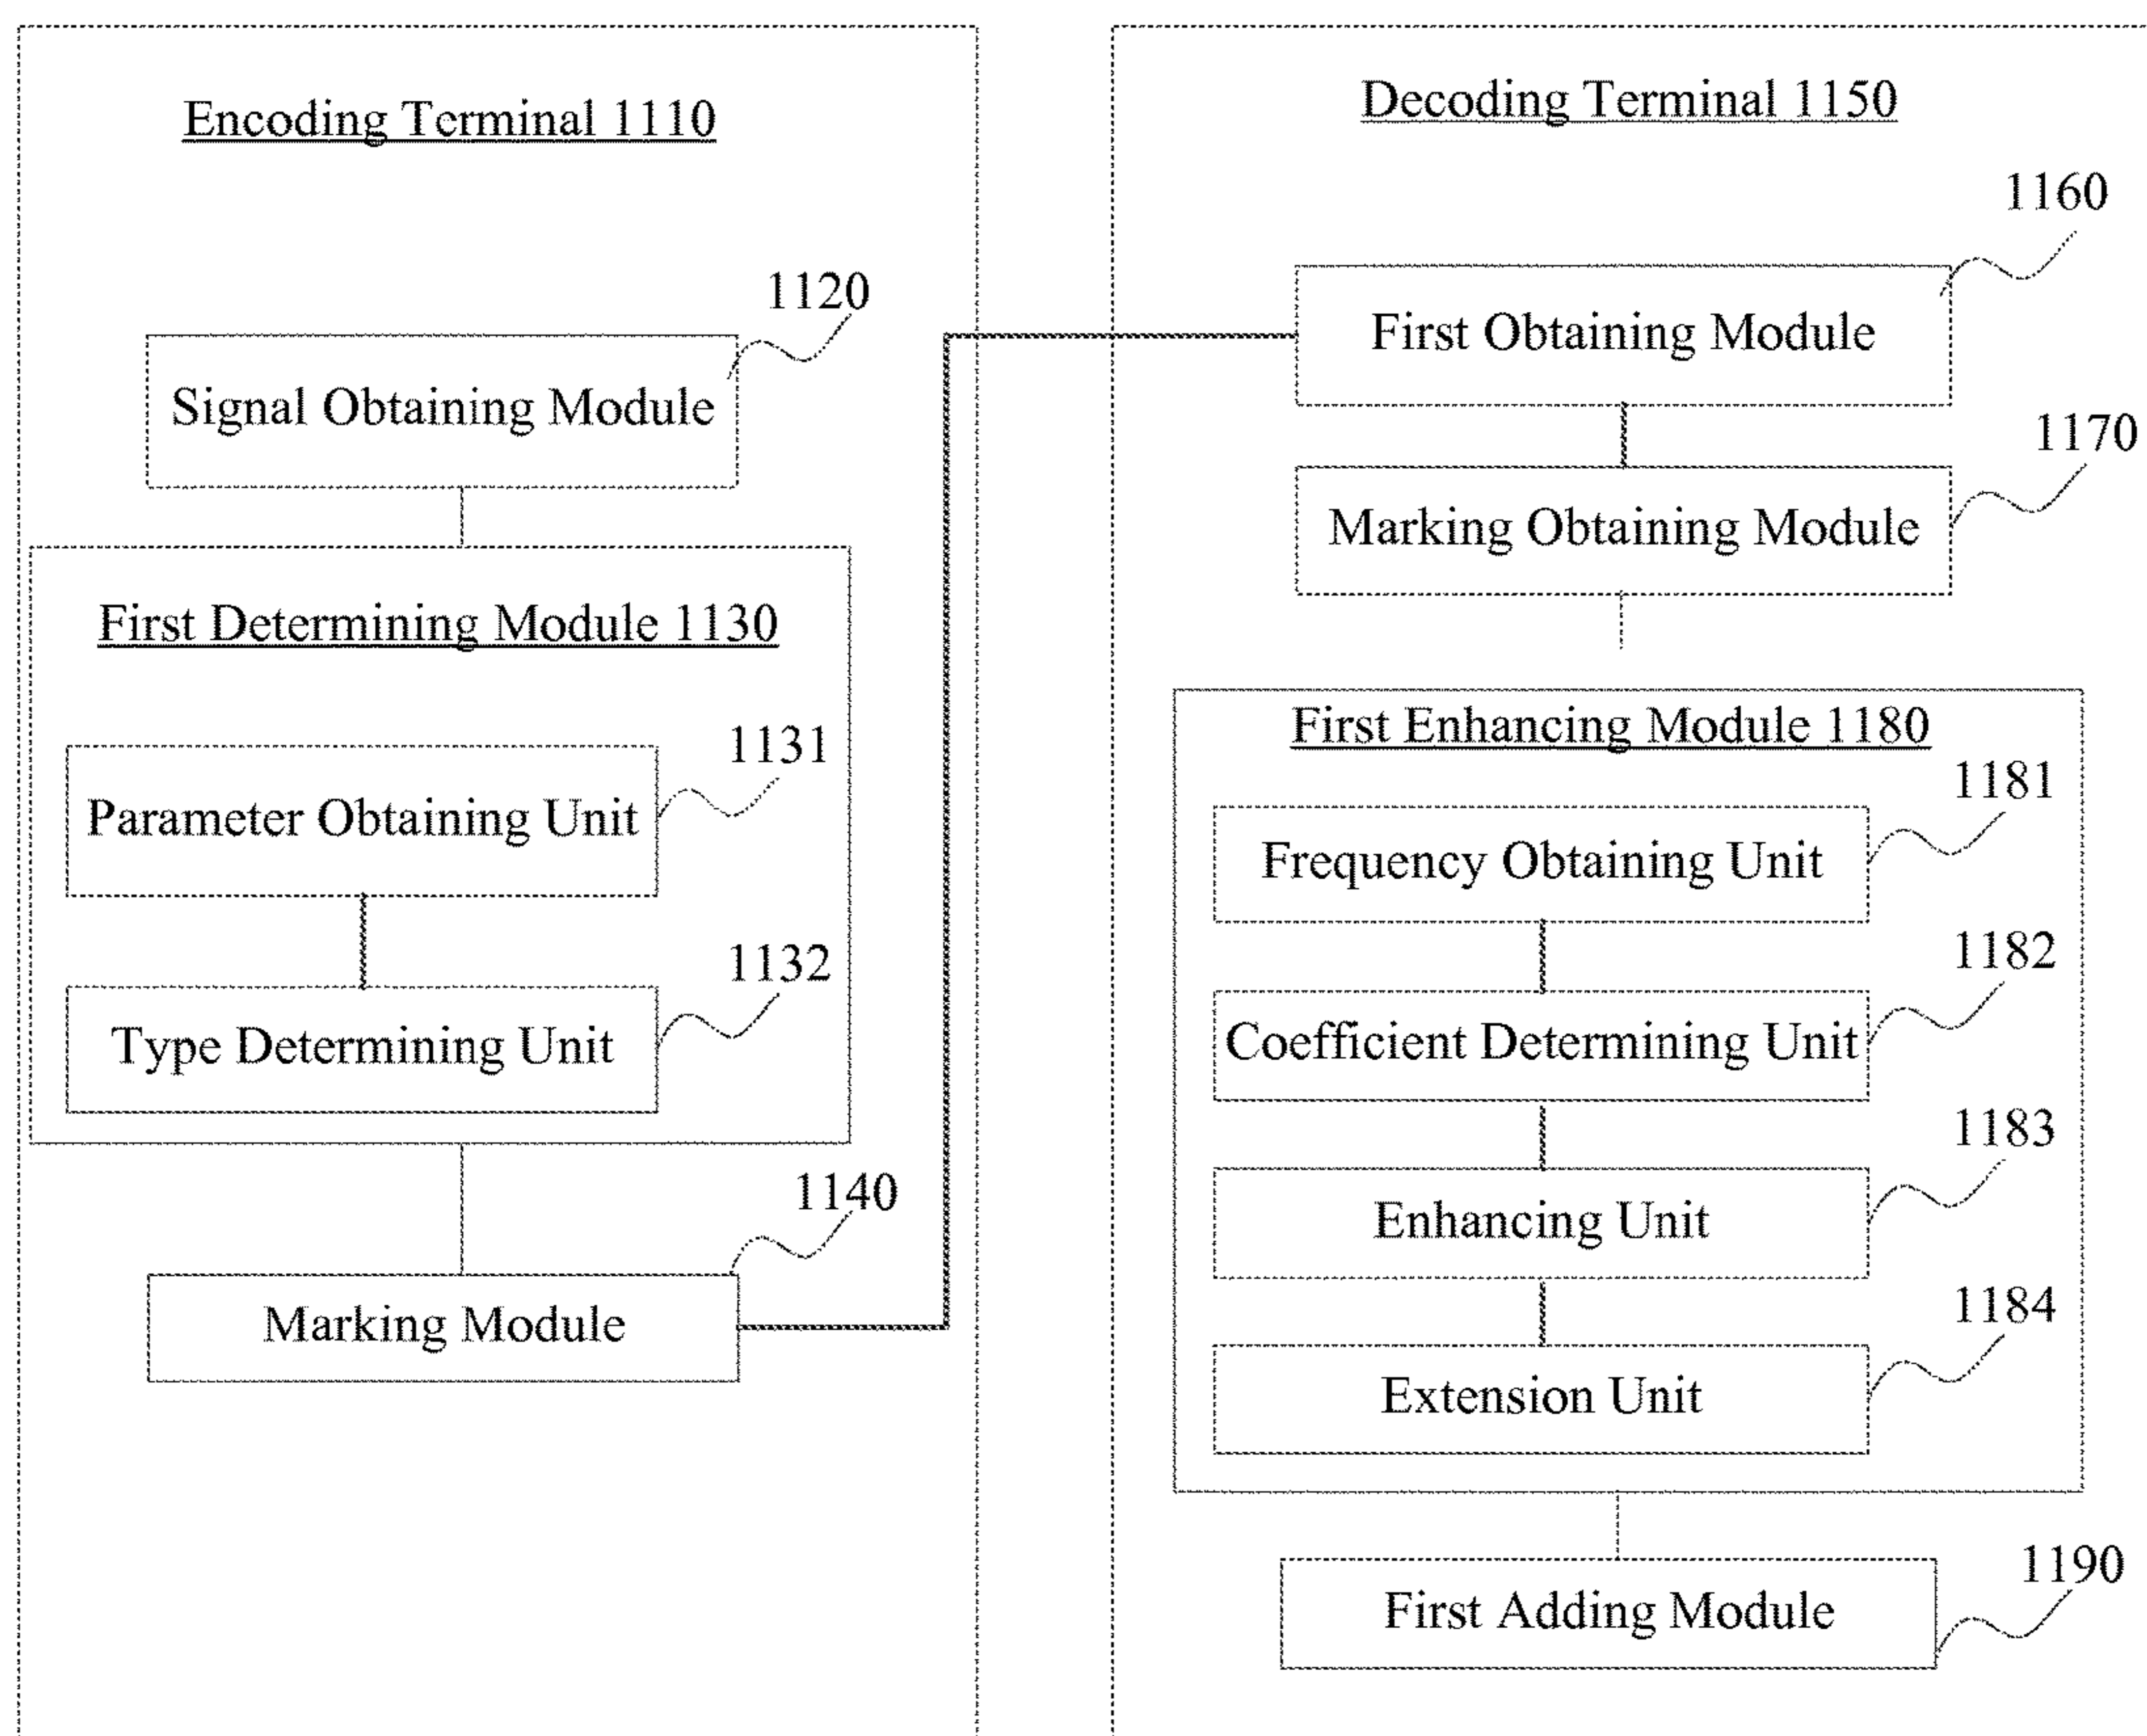 Encoding Terminal 1110
1120
Signal Obtaining Module
First Determining Module 1130
1131
Parameter Obtaining Unit
1132
Type Determining Unit
1140
Marking Module
Decoding Terminal 1150
1160
First Obtaining Module
1170
Marking Obtaining Module
First Enhancing Module 1180
1181
Frequency Obtaining Unit
1182
Coefficient Determining Unit
1183
Enhancing Unit
1184
Extension Unit
1190
First Adding Module